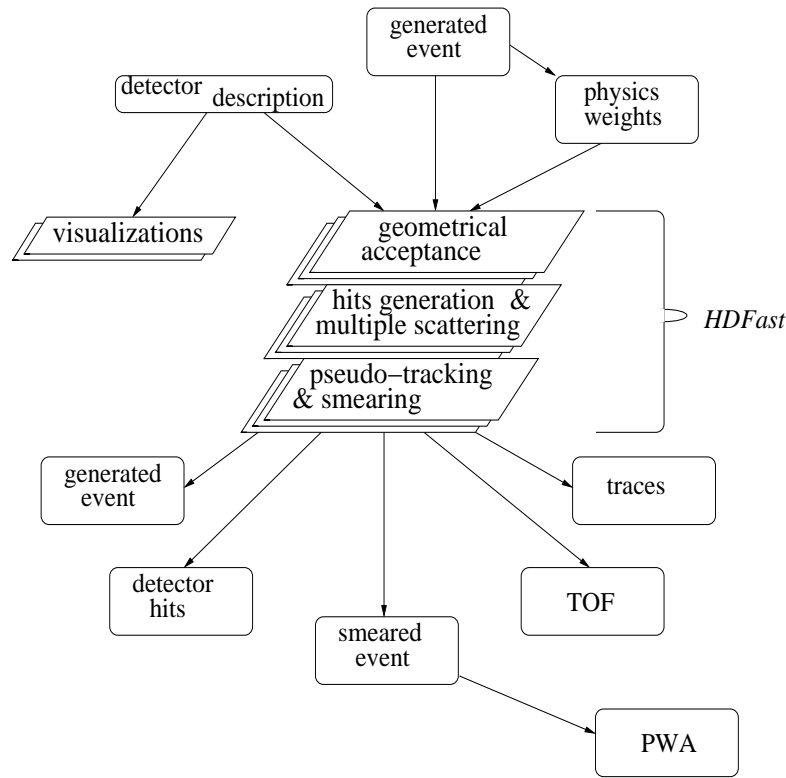 generated
event
detector
description
physics
weights
visualizations
geometrical
acceptance
hits generation &
multiple scattering
HDFast
pseudo−tracking
& smearing
generated
event
traces
detector
hits
TOF
smeared
event
PWA